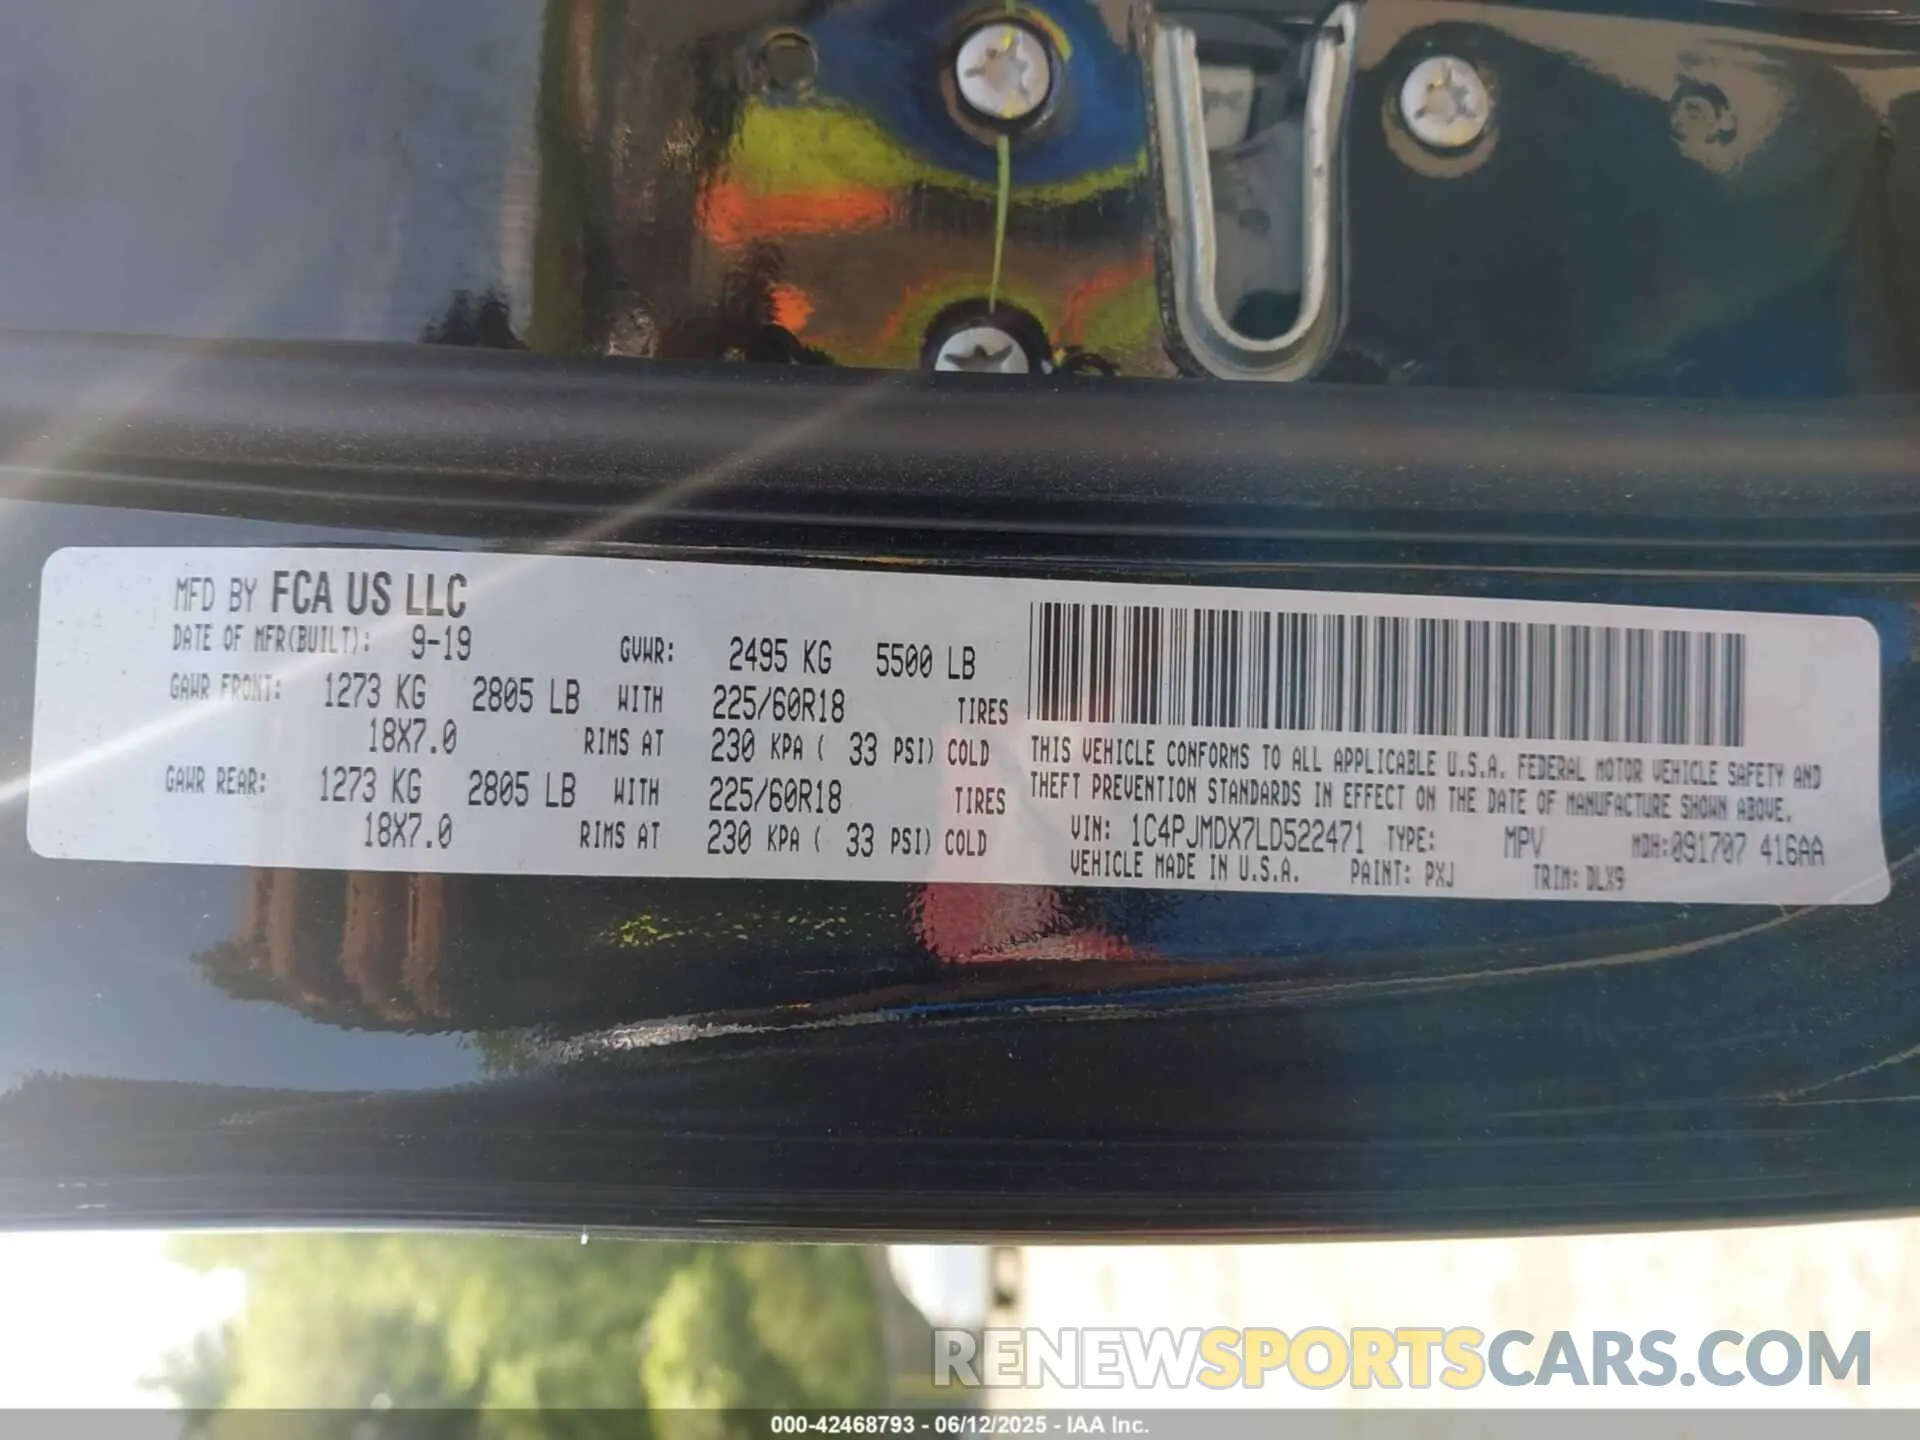 MFD BY FCA US LLC
DATE OF MFR(BUILT): 9-19 GVWR: 2495 KG 5500 LB
GAWR FRONT: 1273 KG 2805 LB WITH 225/60R18 TIRES
18X7.0 RIMS AT 230 KPA ( 33 PSI) COLD
GAWR REAR: 1273 KG 2805 LB WITH 225/60R18 TIRES
18X7.0 RIMS AT 230 KPA ( 33 PSI) COLD
THIS VEHICLE CONFORMS TO ALL APPLICABLE U.S.A. FEDERAL MOTOR VEHICLE SAFETY AND
THEFT PREVENTION STANDARDS IN EFFECT ON THE DATE OF MANUFACTURE SHOWN ABOVE.
VIN: 1C4PJMDX7LD522471 TYPE: MPV MDH:091707 416AA
VEHICLE MADE IN U.S.A. PAINT: PXJ TRIM: DLX9
RENEWSPORTSCARS.COM
000-42468793 - 06/12/2025 - IAA Inc.